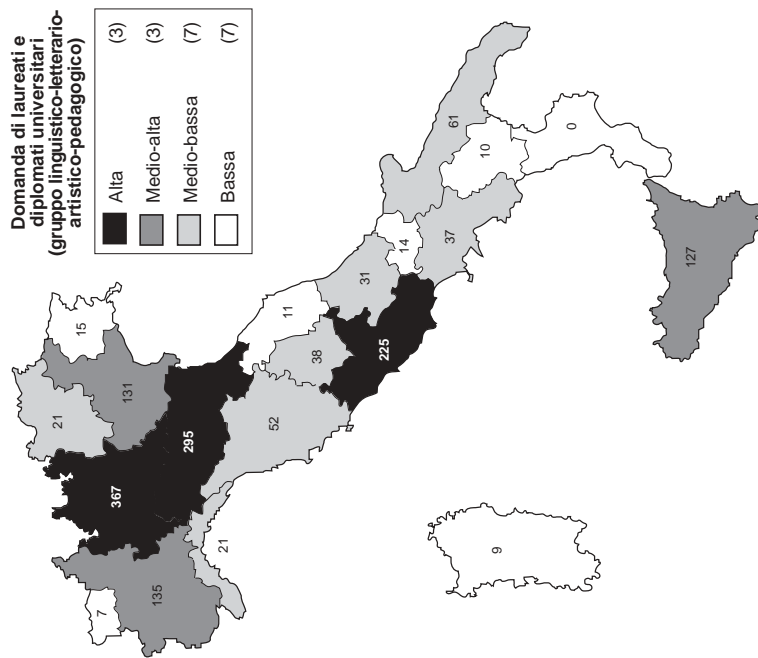 Domanda di laureati e
diplomati universitari
(gruppo linguistico-letterario-
artistico-pedagogico)
Alta (3)
Medio-alta (3)
Medio-bassa (7)
Bassa (7)
7
135
367
21
131
15
21
295
52
11
38
31
225
14
37
61
10
0
9
127